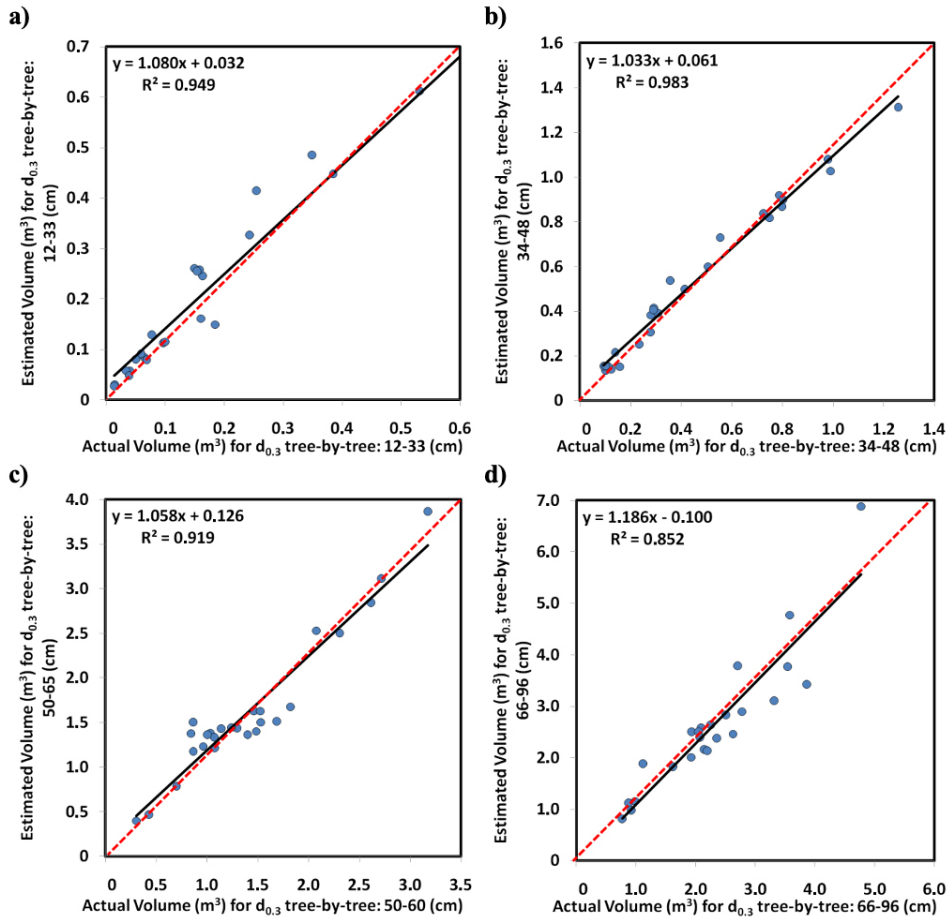 a)
y = 1.080x + 0.032
R² = 0.949
Estimated Volume (m³) for d0.3 tree-by-tree:
12-33 (cm)
0.7
0.6
0.5
0.4
0.3
0.2
0.1
0
0 0.1 0.2 0.3 0.4 0.5 0.6
Actual Volume (m³) for d0.3 tree-by-tree: 12-33 (cm)
b)
y = 1.033x + 0.061
R² = 0.983
Estimated Volume (m³) for d0.3 tree-by-tree:
34-48 (cm)
1.6
1.4
1.2
1.0
0.8
0.6
0.4
0.2
0
0 0.2 0.4 0.6 0.8 1.0 1.2 1.4
Actual Volume (m³) for d0.3 tree-by-tree: 34-48 (cm)
c)
y = 1.058x + 0.126
R² = 0.919
Estimated Volume (m³) for d0.3 tree-by-tree:
50-65 (cm)
4.0
3.5
3.0
2.5
2.0
1.5
1.0
0.5
0
0 0.5 1.0 1.5 2.0 2.5 3.0 3.5
Actual Volume (m³) for d0.3 tree-by-tree: 50-60 (cm)
d)
y = 1.186x - 0.100
R² = 0.852
Estimated Volume (m³) for d0.3 tree-by-tree:
66-96 (cm)
7.0
6.0
5.0
4.0
3.0
2.0
1.0
0
0 1.0 2.0 3.0 4.0 5.0 6.0
Actual Volume (m³) for d0.3 tree-by-tree: 66-96 (cm)